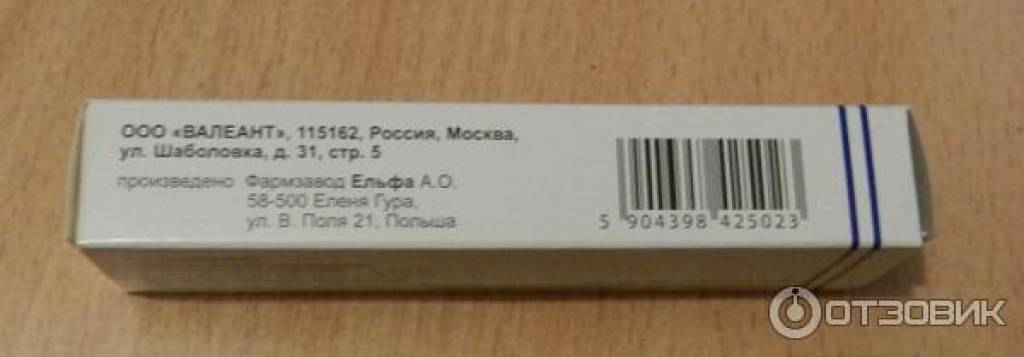 ООО «ВАЛЕАНТ», 115162, Россия, Москва,
ул. Шаболовка, д. 31, стр. 5
произведено Фармзавод Ельфа А.О.
58-500 Еленя Гура,
ул. В. Поля 21, Польша
5 904398 425023
ОТЗОВИК